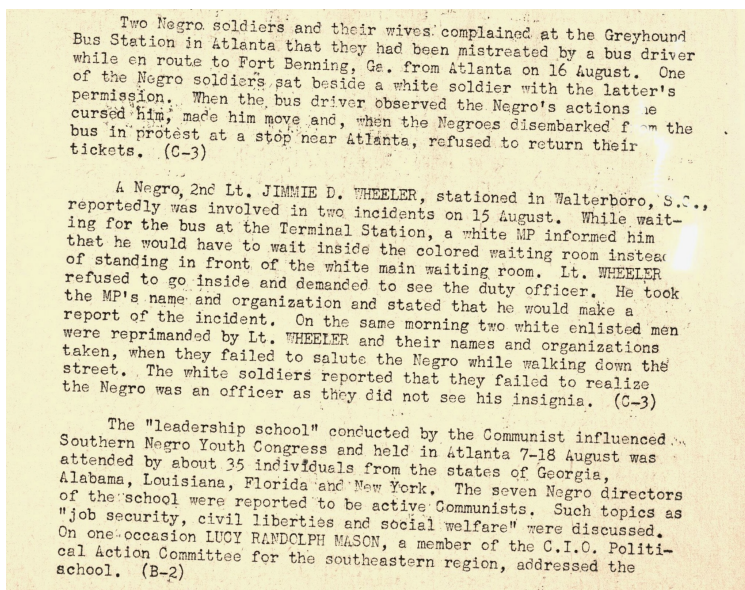 Two Negro soldiers and their wives complained at the Greyhound
Bus Station in Atlanta that they had been mistreated by a bus driver
while en route to Fort Benning, Ga. from Atlanta on 16 August. One
of the Negro soldiers sat beside a white soldier with the latter's
permission. When the bus driver observed the Negro's actions he
cursed him, made him move and, when the Negroes disembarked from the
bus in protest at a stop near Atlanta, refused to return their
tickets. (C-3)
A Negro, 2nd Lt. JIMMIE D. WHEELER, stationed in Walterboro, S.C.,
reportedly was involved in two incidents on 15 August. While wait-
ing for the bus at the Terminal Station, a white MP informed him
that he would have to wait inside the colored waiting room instead
of standing in front of the white main waiting room. Lt. WHEELER
refused to go inside and demanded to see the duty officer. He took
the MP's name and organization and stated that he would make a
report of the incident. On the same morning two white enlisted men
were reprimanded by Lt. WHEELER and their names and organizations
taken, when they failed to salute the Negro while walking down the
street. The white soldiers reported that they failed to realize
the Negro was an officer as they did not see his insignia. (C-3)
The "leadership school" conducted by the Communist influenced
Southern Negro Youth Congress and held in Atlanta 7-18 August was
attended by about 35 individuals from the states of Georgia,
Alabama, Louisiana, Florida and New York. The seven Negro directors
of the school were reported to be active Communists. Such topics as
"job security, civil liberties and social welfare" were discussed.
On one occasion LUCY RANDOLPH MASON, a member of the C.I.O. Politi-
cal Action Committee for the southeastern region, addressed the
school. (B-2)